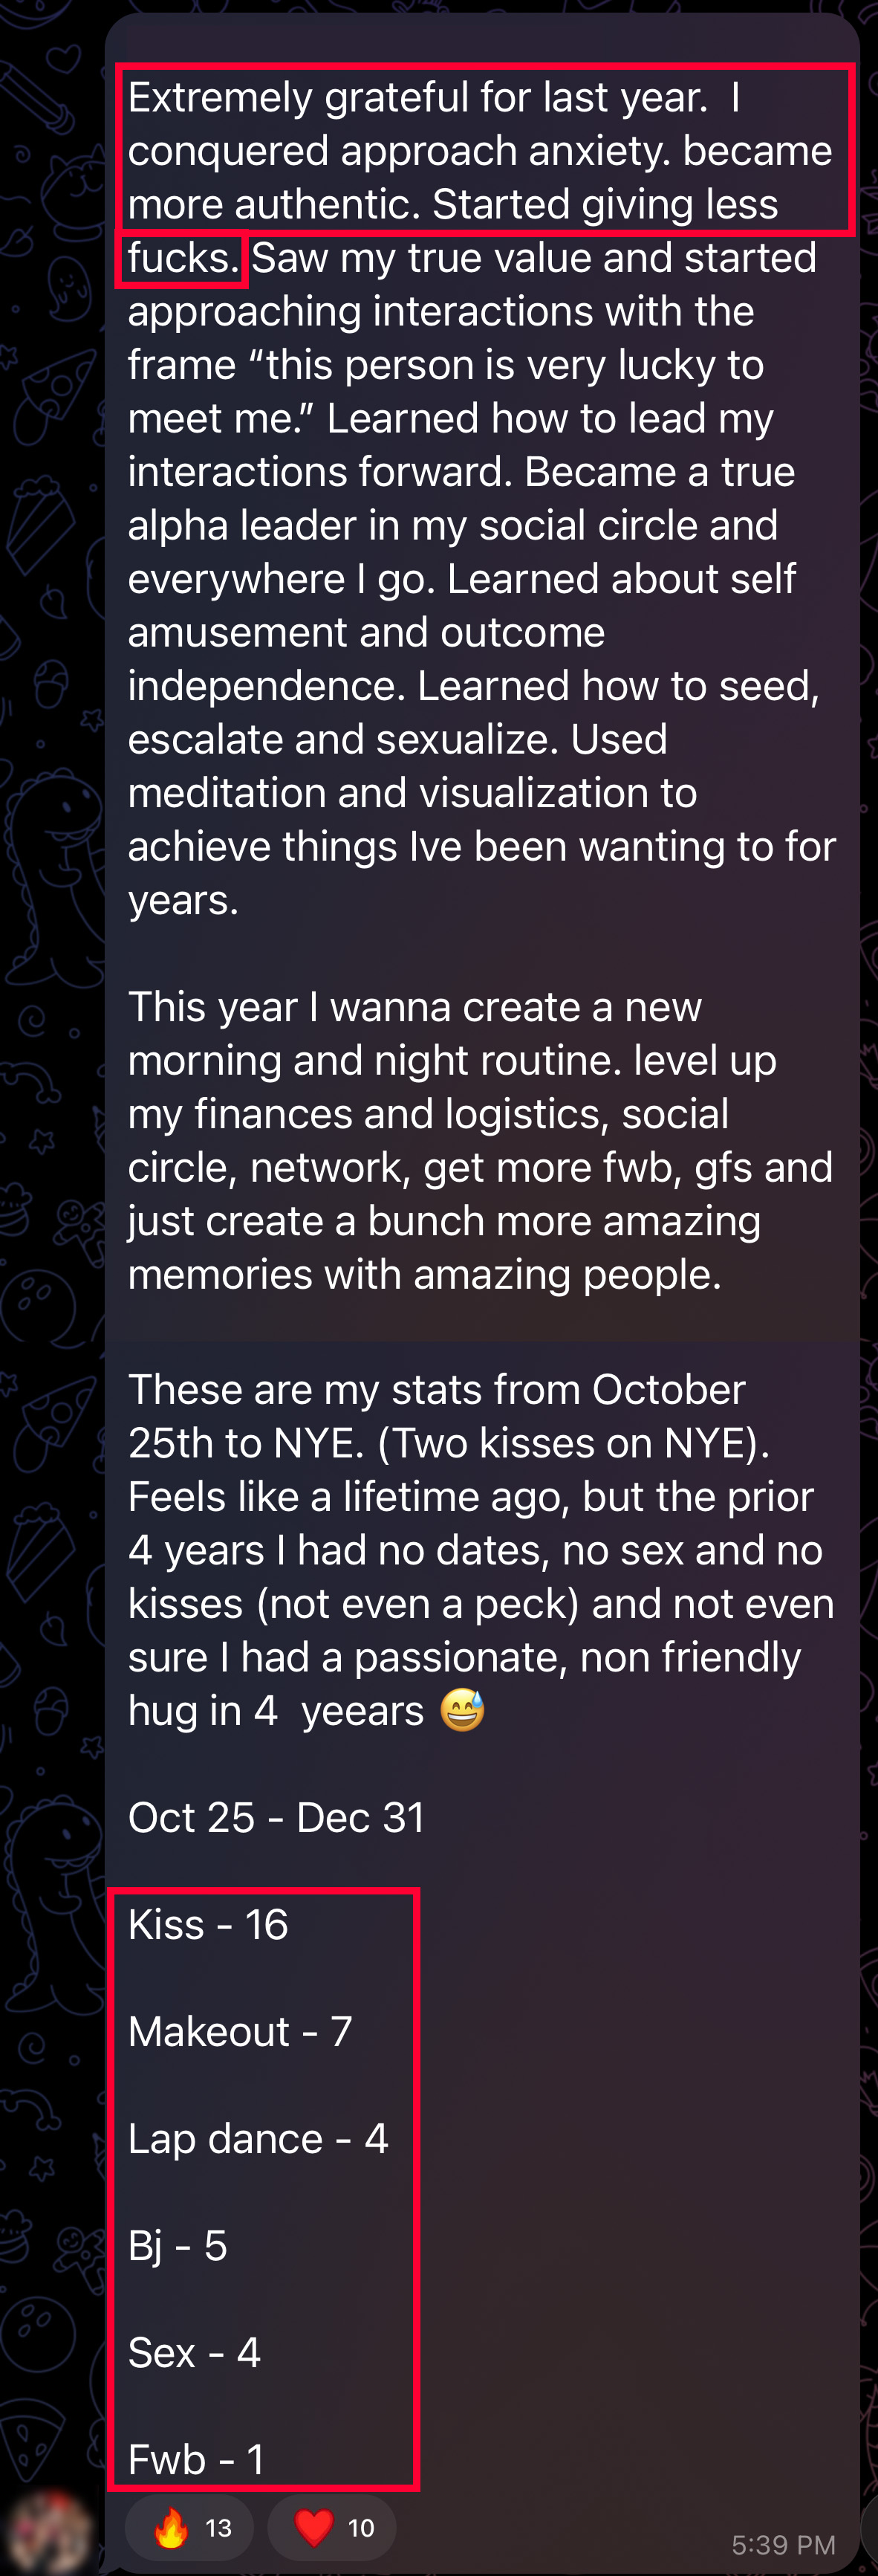 Extremely grateful for last year.  I
conquered approach anxiety. became
more authentic. Started giving less
fucks. Saw my true value and started
approaching interactions with the
frame “this person is very lucky to
meet me.” Learned how to lead my
interactions forward. Became a true
alpha leader in my social circle and
everywhere I go. Learned about self
amusement and outcome
independence. Learned how to seed,
escalate and sexualize. Used
meditation and visualization to
achieve things Ive been wanting to for
years.
This year I wanna create a new
morning and night routine. level up
my finances and logistics, social
circle, network, get more fwb, gfs and
just create a bunch more amazing
memories with amazing people.
These are my stats from October
25th to NYE. (Two kisses on NYE).
Feels like a lifetime ago, but the prior
4 years I had no dates, no sex and no
kisses (not even a peck) and not even
sure I had a passionate, non friendly
hug in 4  yeears 😅
Oct 25 - Dec 31
Kiss - 16
Makeout - 7
Lap dance - 4
Bj - 5
Sex - 4
Fwb - 1
🔥 13 ❤️ 10
5:39 PM